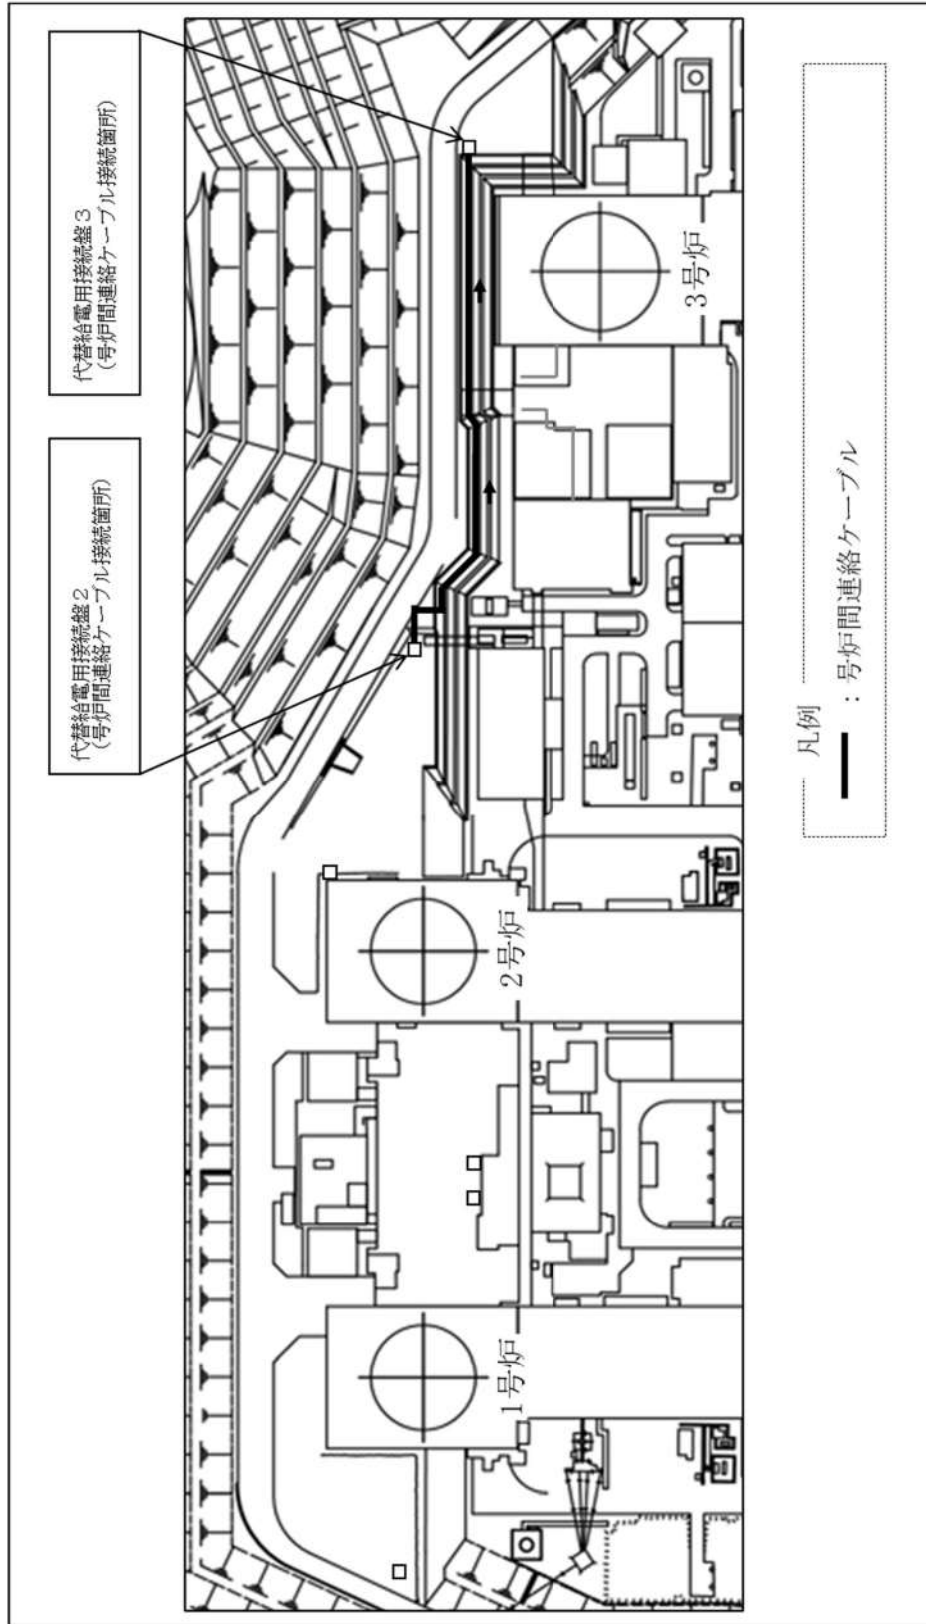 代替給電用接続盤2
(号炉間連絡ケーブル接続箇所)
代替給電用接続盤3
(号炉間連絡ケーブル接続箇所)
1号炉
2号炉
3号炉
凡例
：号炉間連絡ケーブル